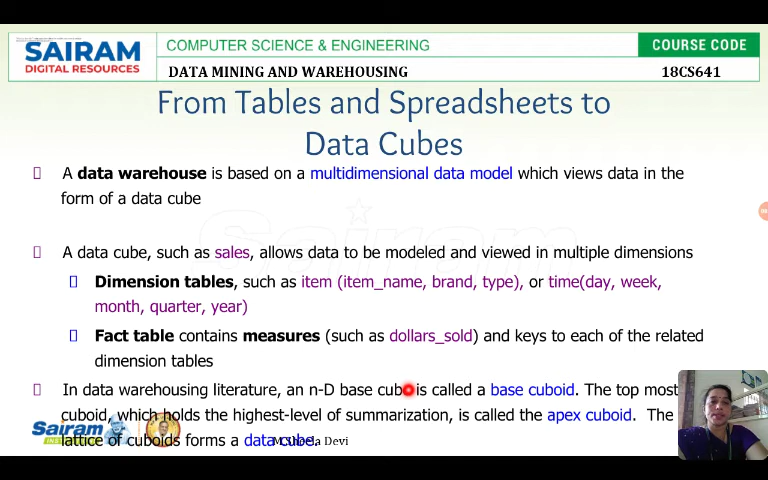 SAIRAM
DIGITAL RESOURCES
COMPUTER SCIENCE & ENGINEERING
COURSE CODE
DATA MINING AND WAREHOUSING
18CS641
From Tables and Spreadsheets to
Data Cubes
A data warehouse is based on a multidimensional data model which views data in the
form of a data cube
Sairam
A data cube, such as sales, allows data to be modeled and viewed in multiple dimensions
Dimension tables, such as item (item_name, brand, type), or time(day, week,
month, quarter, year)
Fact table contains measures (such as dollars_sold) and keys to each of the related
dimension tables
In data warehousing literature, an n-D base cube is called a base cuboid. The top most
cuboid, which holds the highest-level of summarization, is called the apex cuboid. The
lattice of cuboids forms a data cube.
Sairam
Devi